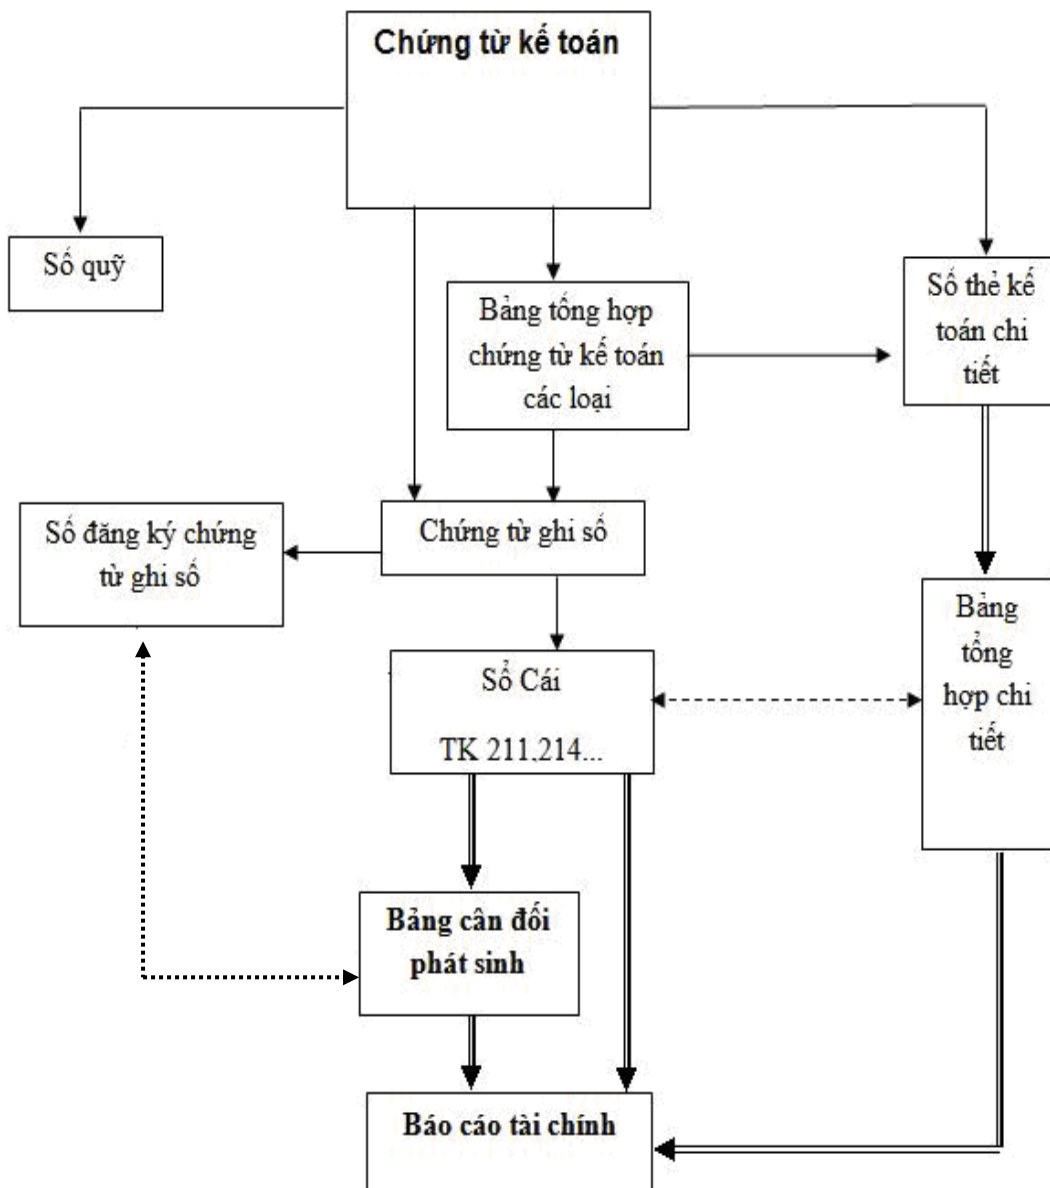 Chứng từ kế toán
Số quỹ
Bảng tổng hợp
chứng từ kế toán
các loại
Số thẻ kế
toán chi
tiết
Số đăng ký chứng
từ ghi số
Chứng từ ghi số
Bảng
tổng
hợp chi
tiết
Sổ Cái
TK 211,214...
Bảng cân đối
phát sinh
Báo cáo tài chính